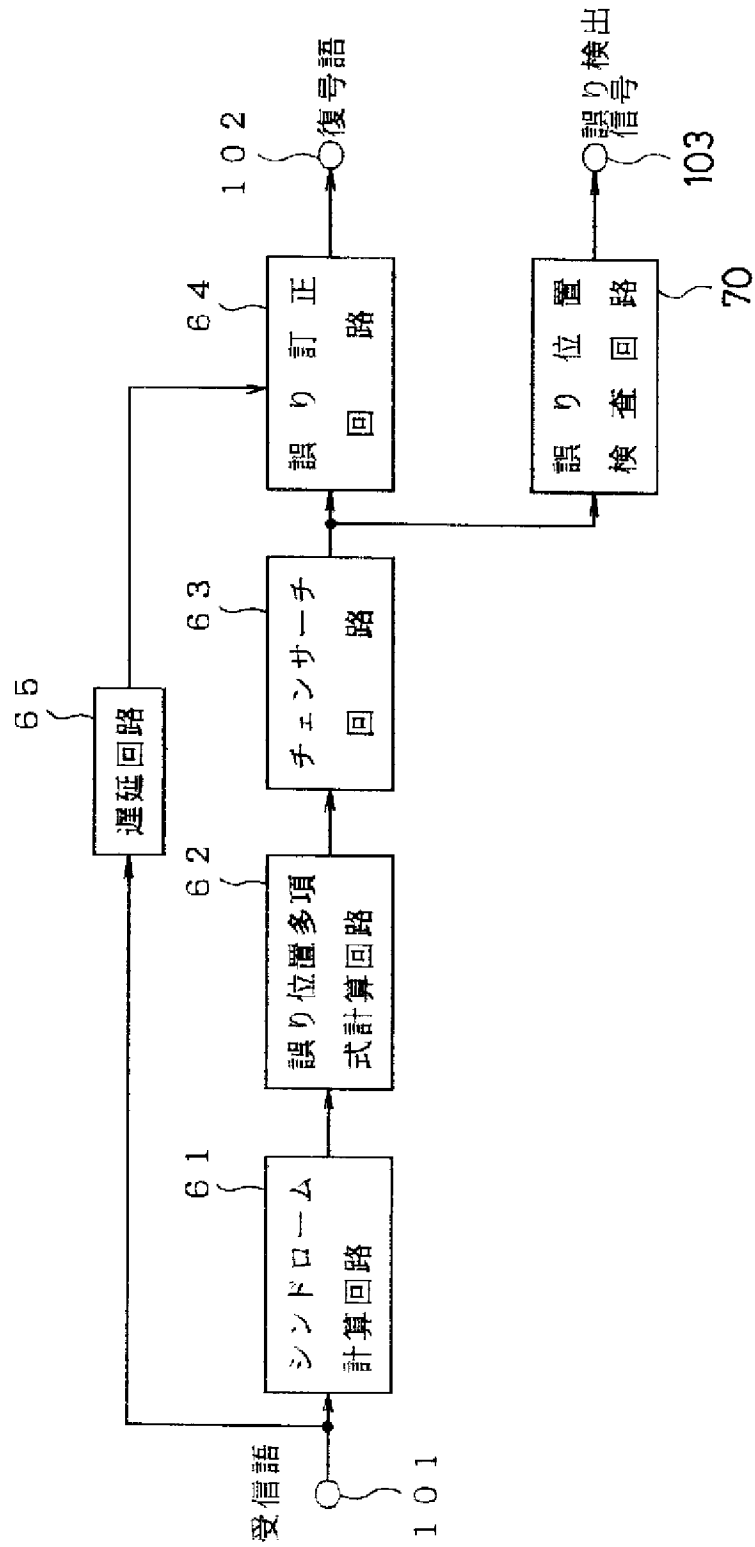 65
遅延回路
受信語
101
61
シンドローム
計算回路
62
誤り位置多項
式計算回路
63
チェンサーチ
回路
64
誤り訂正
回路
102
復号語
誤り位置
検査回路
70
誤り検出
信号
103